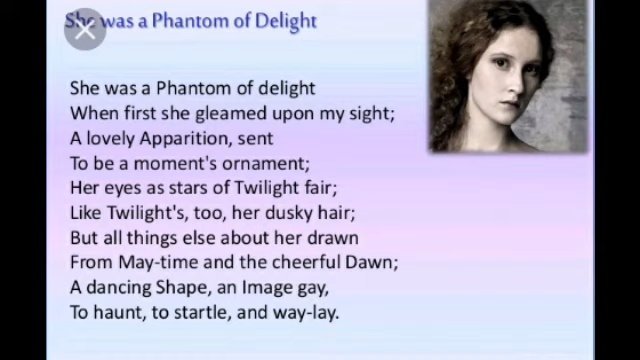 She was a Phantom of Delight
She was a Phantom of delight
When first she gleamed upon my sight;
A lovely Apparition, sent
To be a moment's ornament;
Her eyes as stars of Twilight fair;
Like Twilight's, too, her dusky hair;
But all things else about her drawn
From May-time and the cheerful Dawn;
A dancing Shape, an Image gay,
To haunt, to startle, and way-lay.